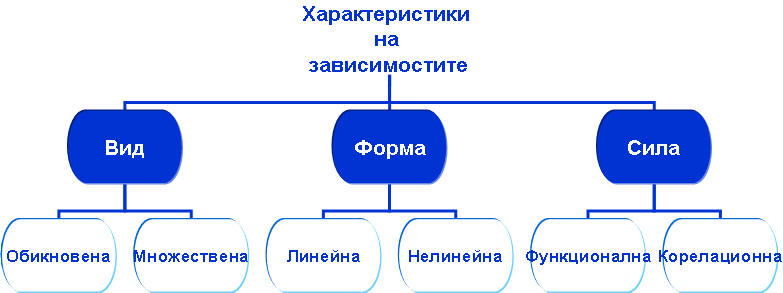 Характеристики
на
зависимостите
Вид
Форма
Сила
Обикновена
Множествена
Линейна
Нелинейна
Функционална
Корелационна